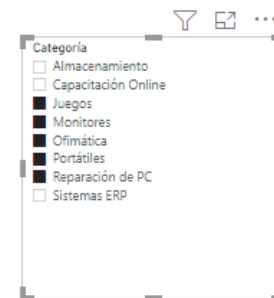 Categoría
Almacenamiento
Capacitación Online
Juegos
Monitores
Ofimática
Portátiles
Reparación de PC
Sistemas ERP